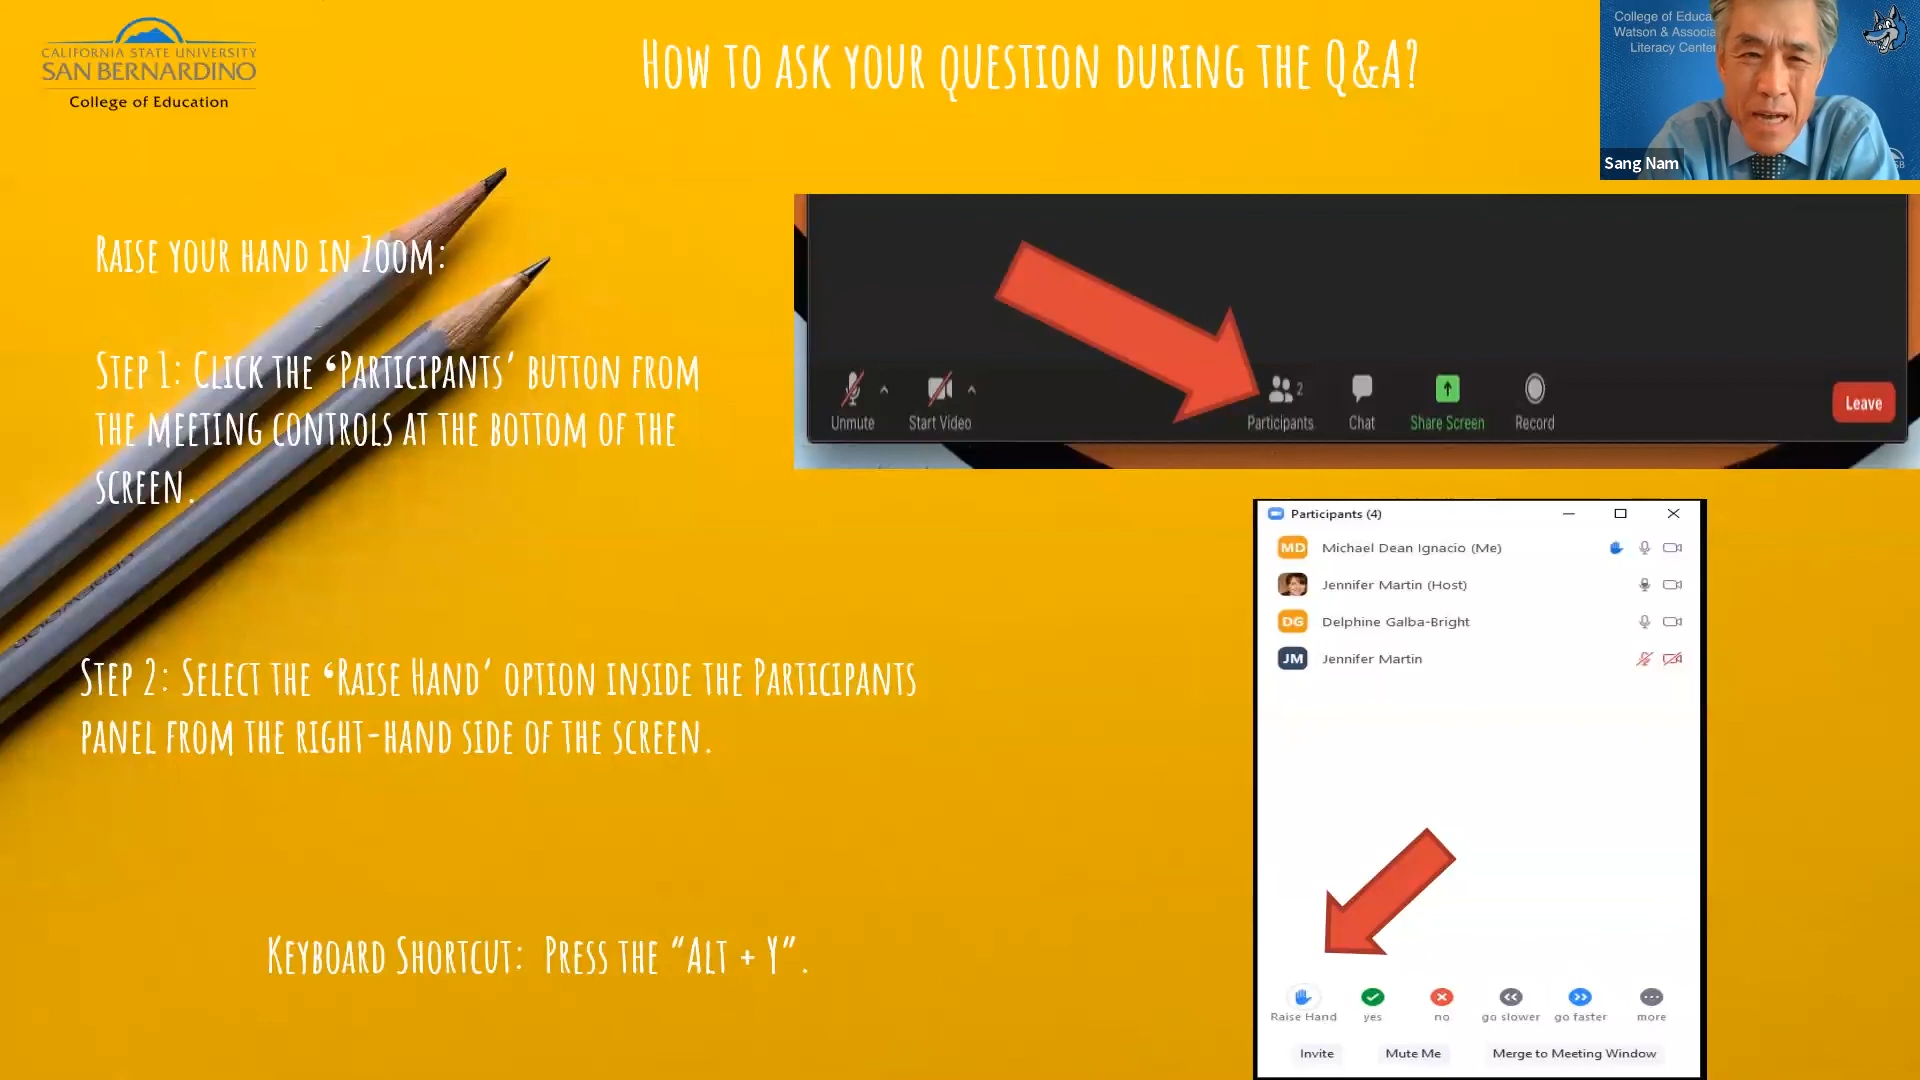 CALIFORNIA STATE UNIVERSITY
SAN BERNARDINO
College of Education
How to ask your question during the Q&A?
College of Educa
Watson & Associa
Literacy Center
Sang Nam
Raise your hand in Zoom:
Step 1: Click the ‘Participants’ button from
the meeting controls at the bottom of the
screen.
Unmute
Start Video
2
Participants
Chat
Share Screen
Record
Leave
Participants (4)
MD Michael Dean Ignacio (Me)
Jennifer Martin (Host)
DG Delphine Galba-Bright
JM Jennifer Martin
Step 2: Select the ‘Raise Hand’ option inside the Participants
panel from the right-hand side of the screen.
Keyboard Shortcut: Press the “Alt + Y”.
Raise Hand
yes
no
go slower
go faster
more
Invite
Mute Me
Merge to Meeting Window